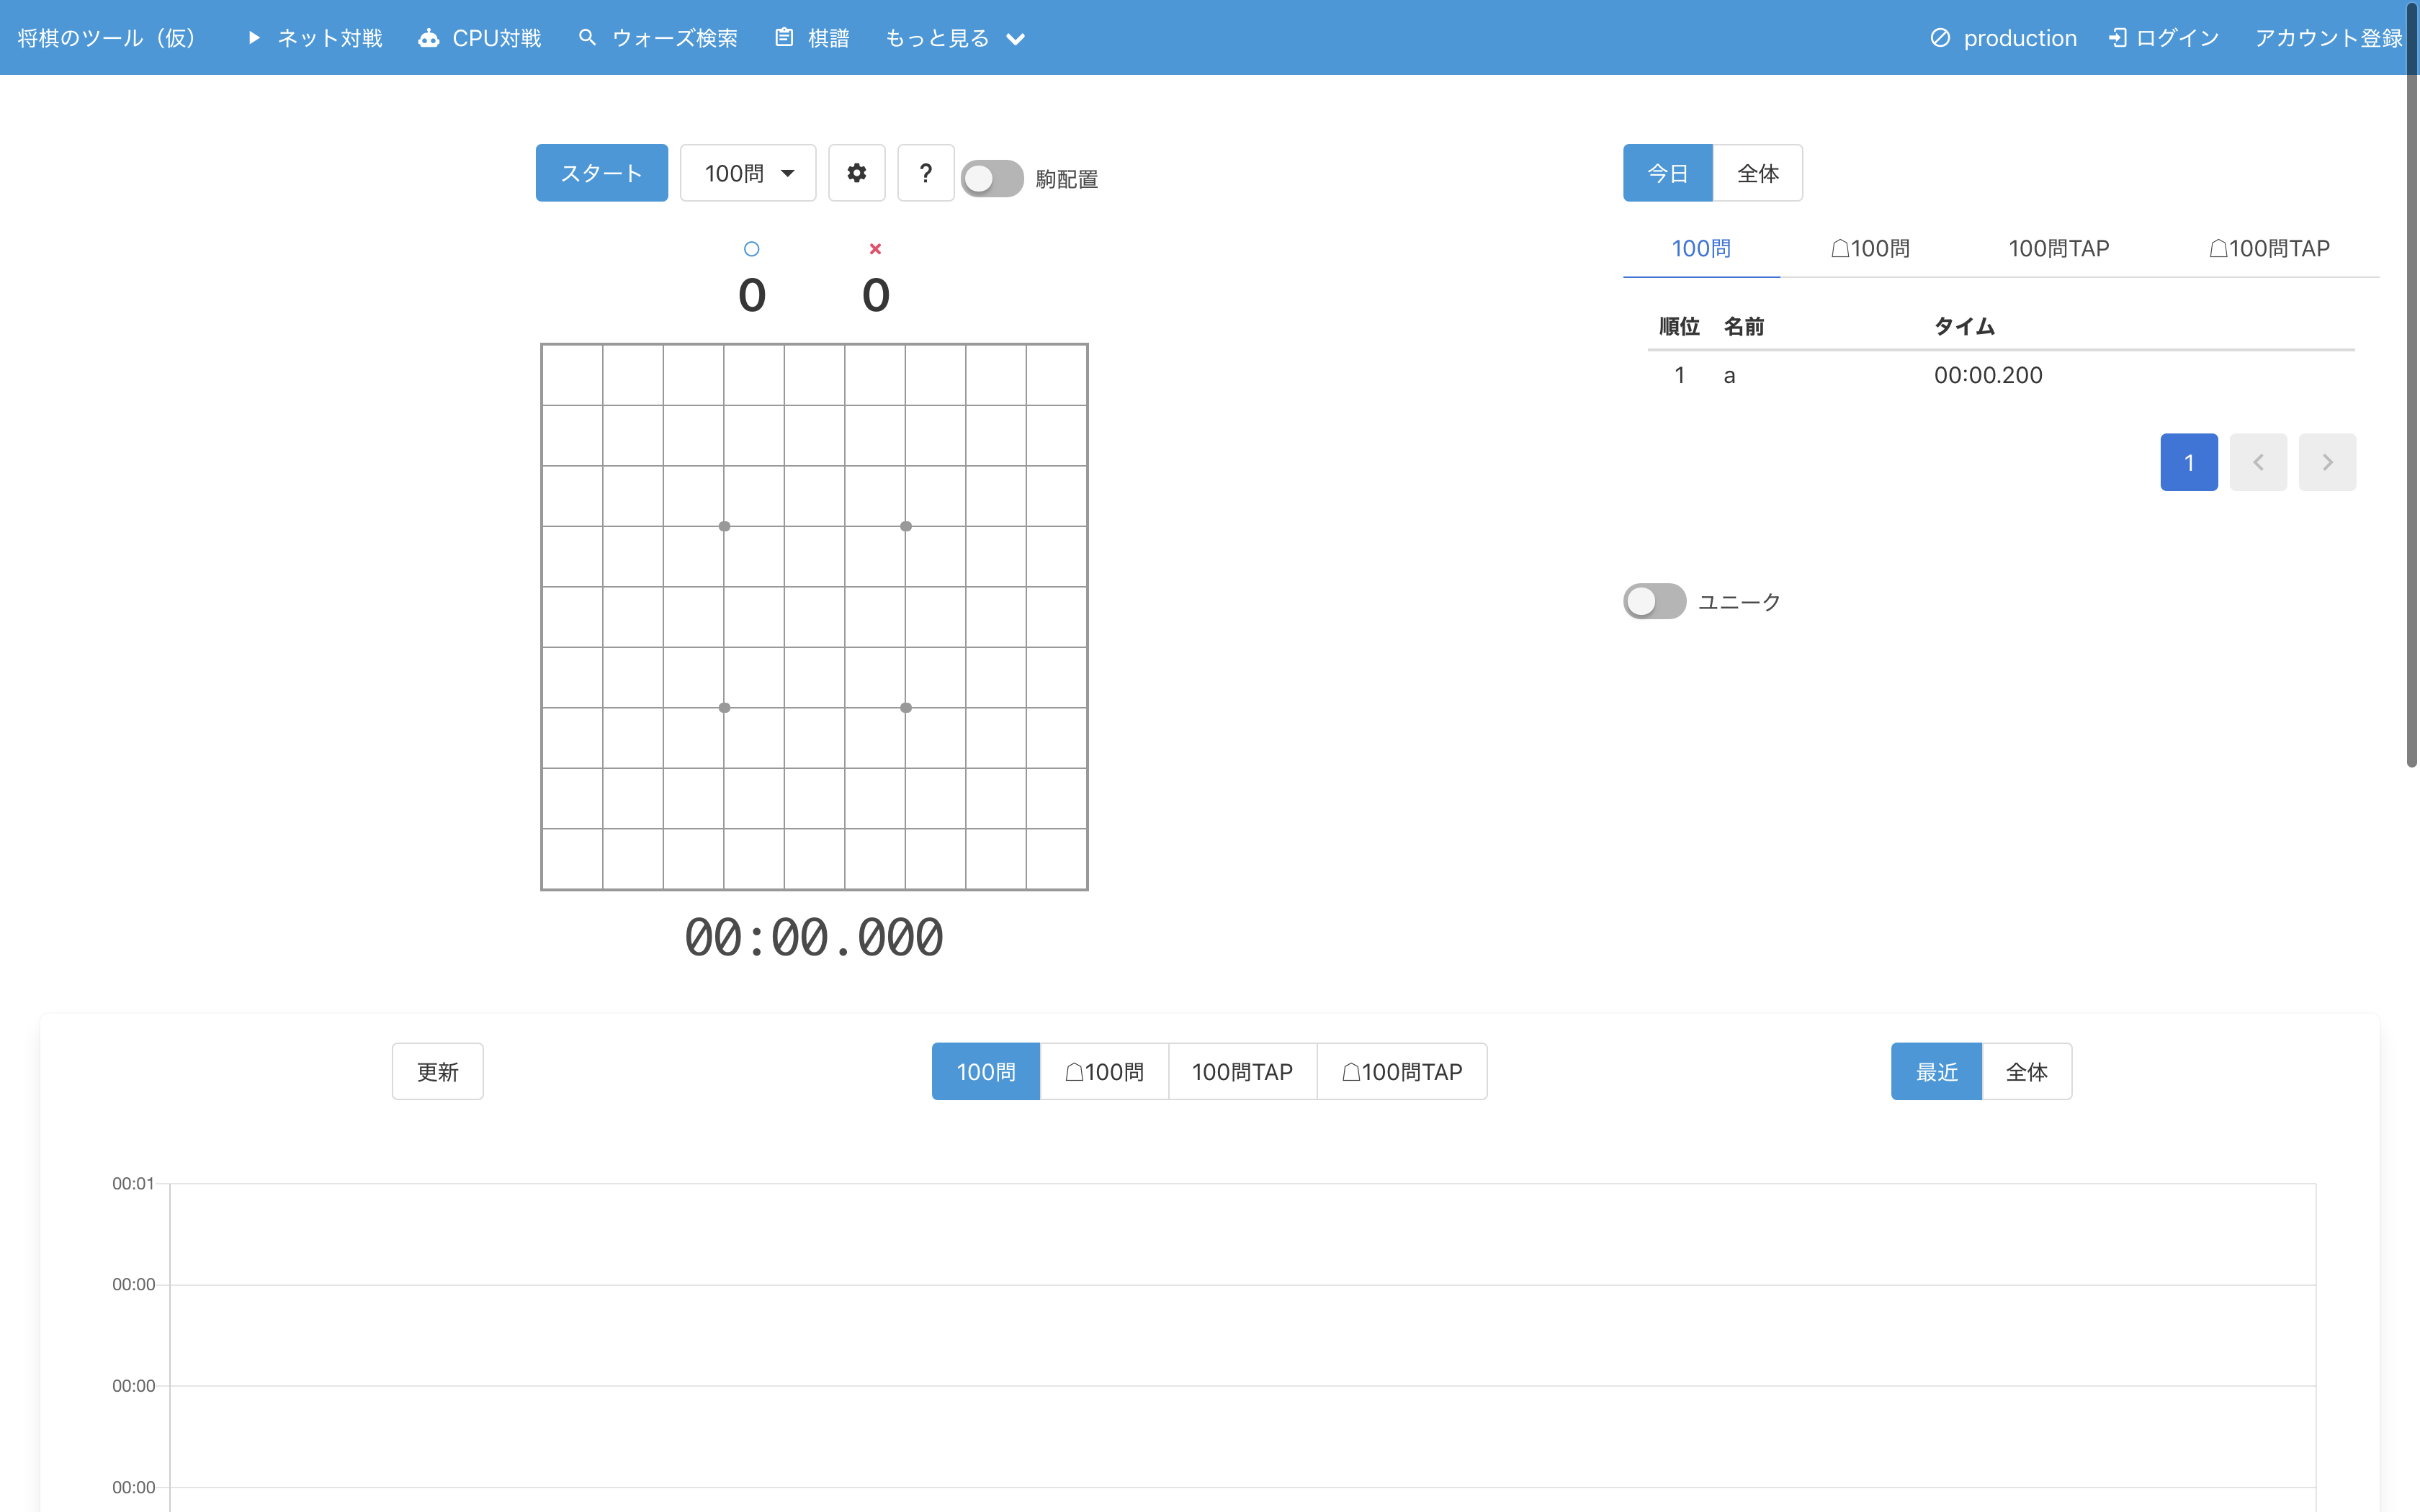 将棋のツール（仮） ネット対戦 CPU対戦 ウォーズ検索 棋譜 もっと見る production ログイン アカウント登録
スタート 100問 ? 駒配置
○ ×
0 0
00:00.000
今日 全体
100問 ☖100問 100問TAP ☖100問TAP
順位 名前 タイム
1 a 00:00.200
1
ユニーク
更新 100問 ☖100問 100問TAP ☖100問TAP 最近 全体
00:01
00:00
00:00
00:00